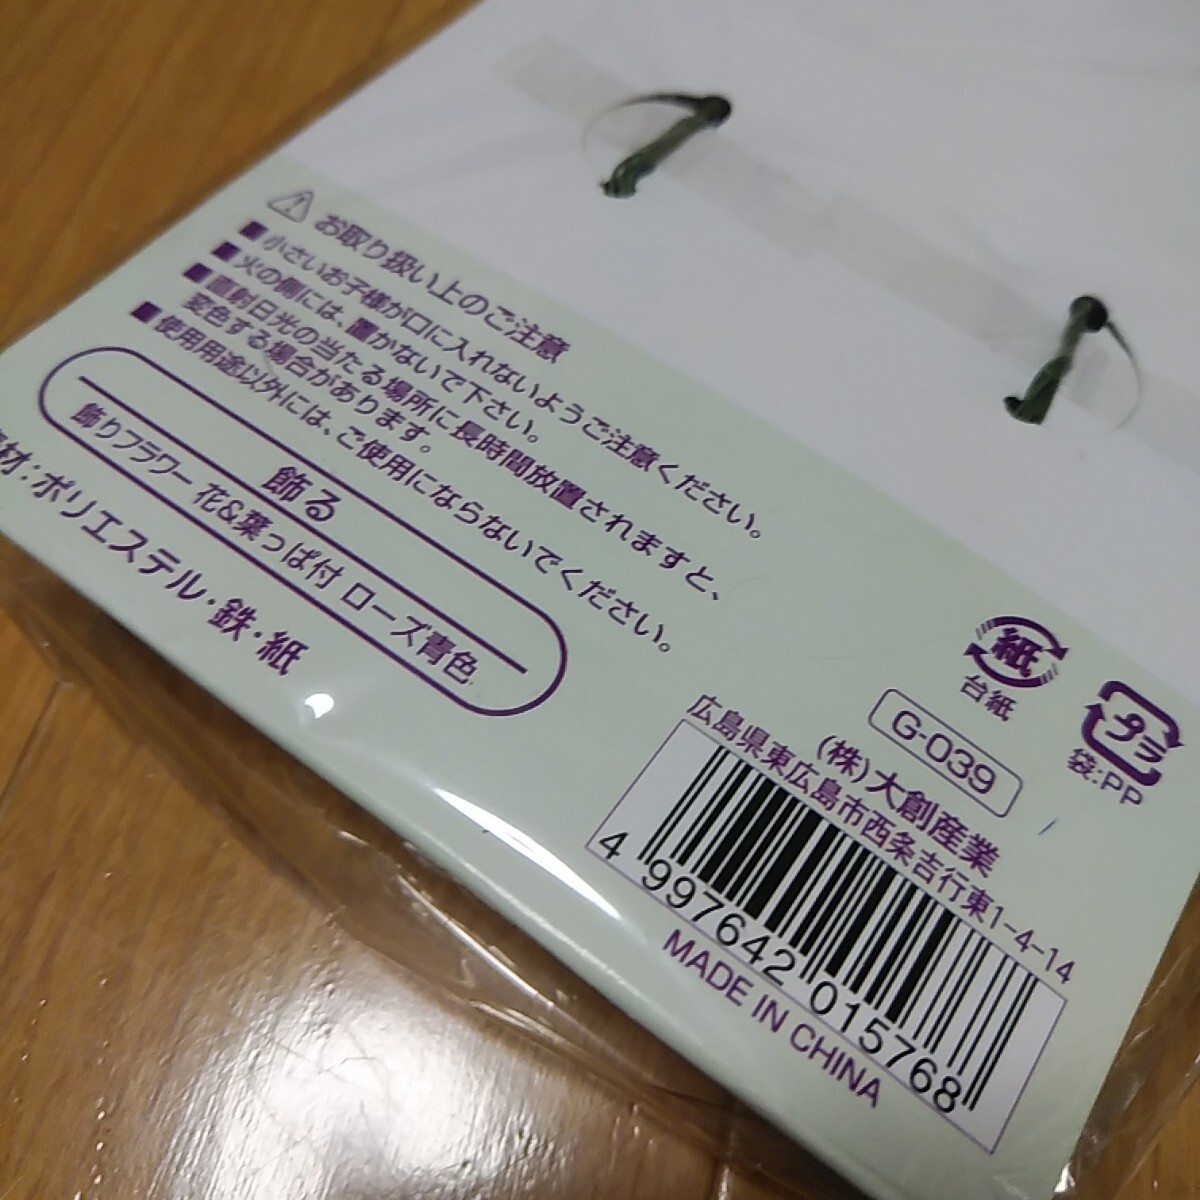 お取り扱い上のご注意
■小さいお子様が口に入れないようご注意ください。
■火の側には、置かないで下さい。
■直射日光の当たる場所に長時間放置されますと、
変色する場合があります。
■使用用途以外には、ご使用にならないでください。
飾る
飾りフラワー 花&葉っぱ付 ローズ青色
材:ポリエステル・鉄・紙
紙
台紙
プラ
袋:PP
G-039
(株)大創産業
広島県東広島市西条吉行東1-4-14
4 997642 015768
MADE IN CHINA